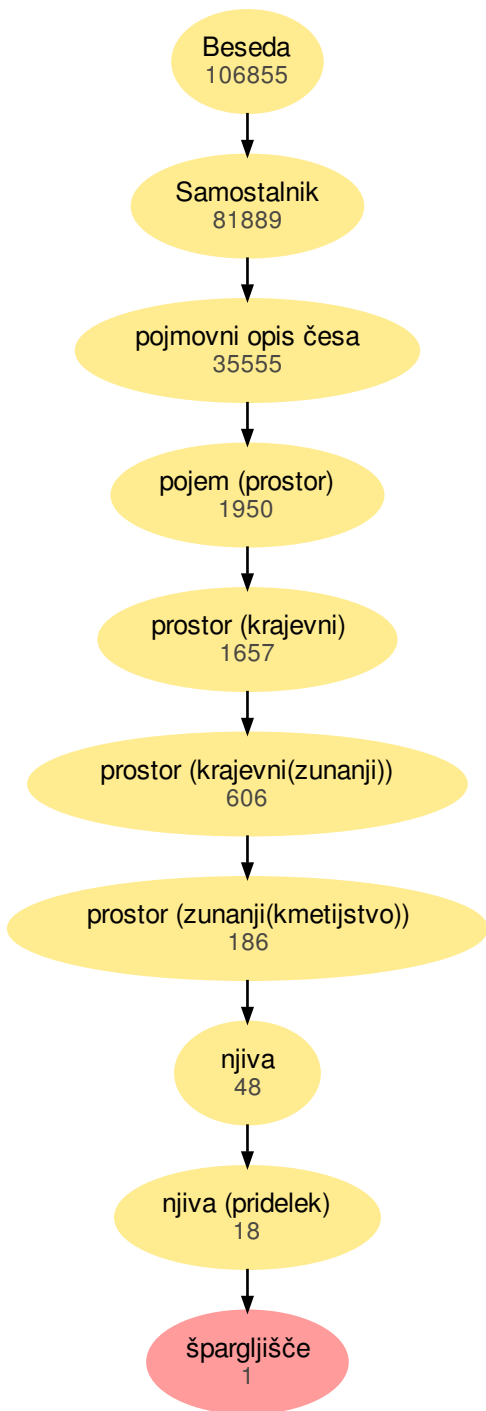 Beseda
106855
Samostalnik
81889
pojmovni opis česa
35555
pojem (prostor)
1950
prostor (krajevni)
1657
prostor (krajevni(zunanji))
606
prostor (zunanji(kmetijstvo))
186
njiva
48
njiva (pridelek)
18
špargljišče
1